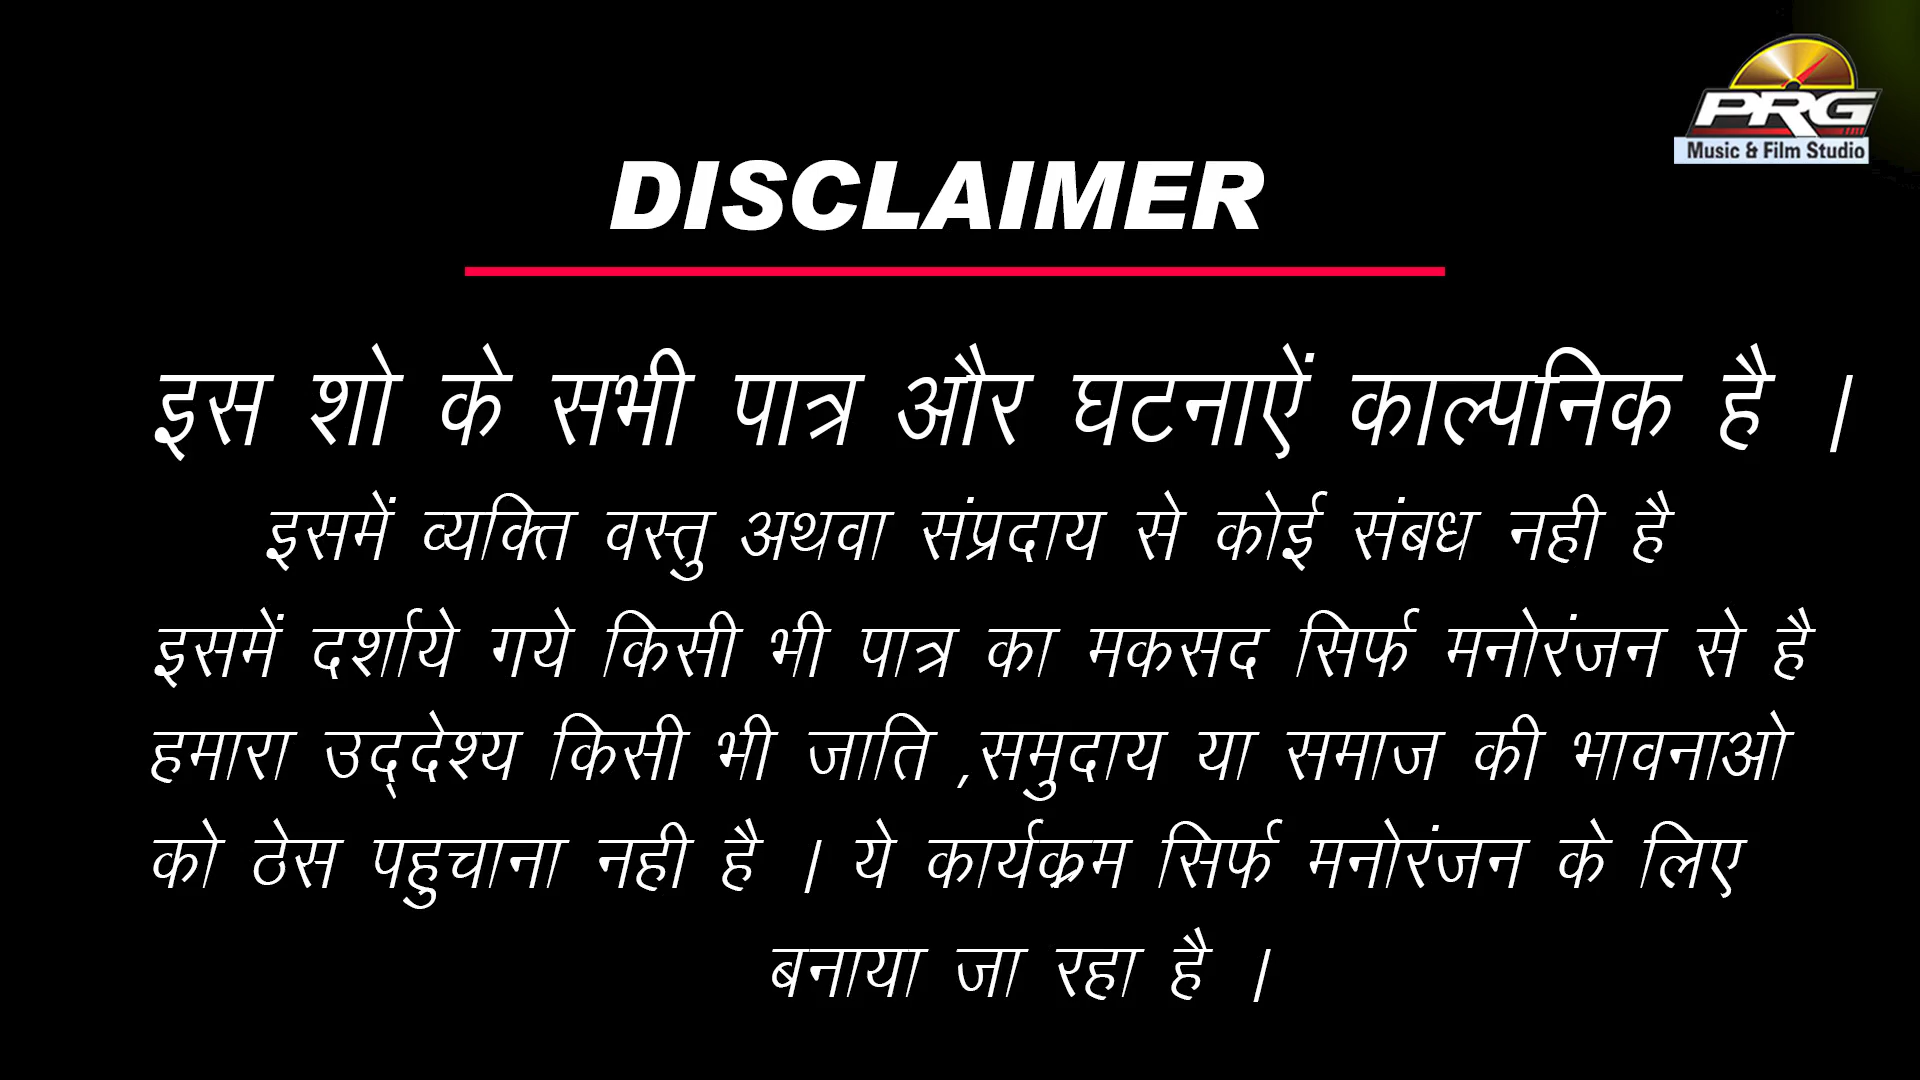 PRG
Music & Film Studio
DISCLAIMER
इस शो के सभी पात्र और घटनाऐं काल्पनिक है ।
इसमें व्यक्ति वस्तु अथवा संप्रदाय से कोई संबध नही है
इसमें दर्शाये गये किसी भी पात्र का मकसद सिर्फ मनोरंजन से है
हमारा उद्देश्य किसी भी जाति ,समुदाय या समाज की भावनाओ
को ठेस पहुचाना नही है । ये कार्यक्रम सिर्फ मनोरंजन के लिए
बनाया जा रहा है ।